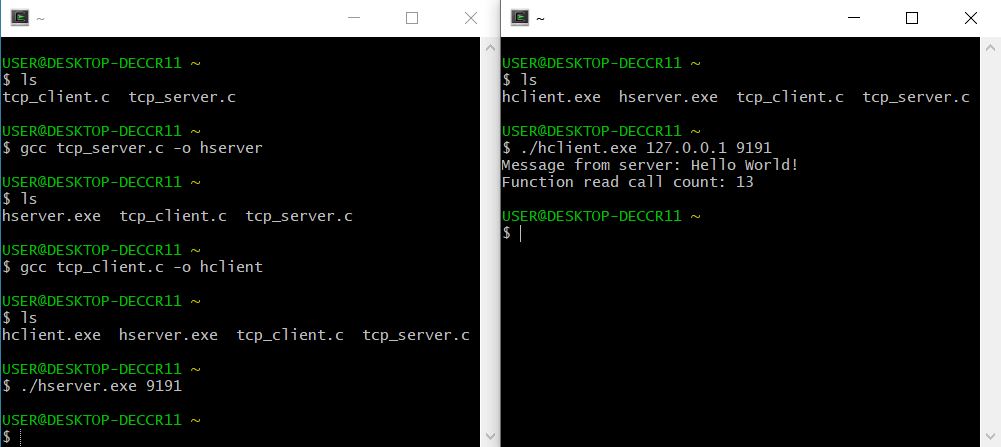 ~
USER@DESKTOP-DECCR11 ~
$ ls
tcp_client.c  tcp_server.c
USER@DESKTOP-DECCR11 ~
$ gcc tcp_server.c -o hserver
USER@DESKTOP-DECCR11 ~
$ ls
hserver.exe  tcp_client.c  tcp_server.c
USER@DESKTOP-DECCR11 ~
$ gcc tcp_client.c -o hclient
USER@DESKTOP-DECCR11 ~
$ ls
hclient.exe  hserver.exe  tcp_client.c  tcp_server.c
USER@DESKTOP-DECCR11 ~
$ ./hserver.exe 9191
USER@DESKTOP-DECCR11 ~
$
~
USER@DESKTOP-DECCR11 ~
$ ls
hclient.exe  hserver.exe  tcp_client.c  tcp_server.c
USER@DESKTOP-DECCR11 ~
$ ./hclient.exe 127.0.0.1 9191
Message from server: Hello World!
Function read call count: 13
USER@DESKTOP-DECCR11 ~
$